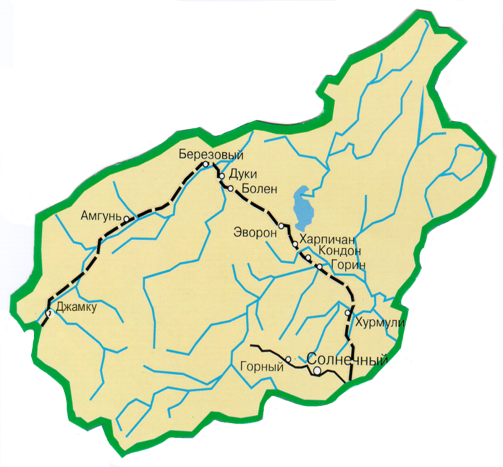 Березовый
Дуки
Болен
Амгунь
Эворон
Харпичан
Кондон
Горин
Джамку
Хурмули
Солнечный
Горный